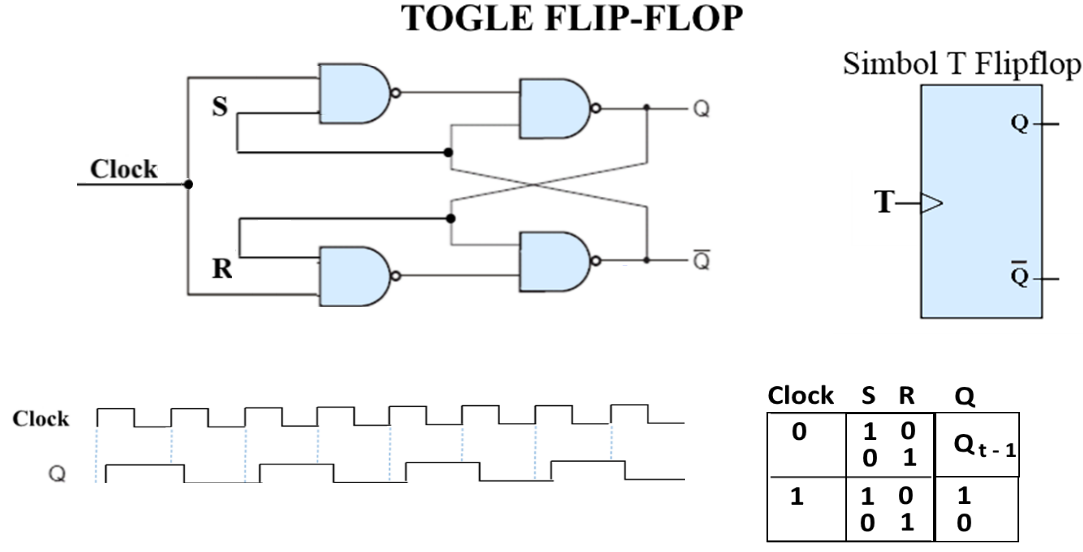 TOGLE FLIP-FLOP
Simbol T Flipflop
S
Q
Q
Clock
T
R
Q̅
Q̅
Clock
Q
Clock S R Q
0 1 0 Qt-1
0 1
1 1 0 1
0 1 0